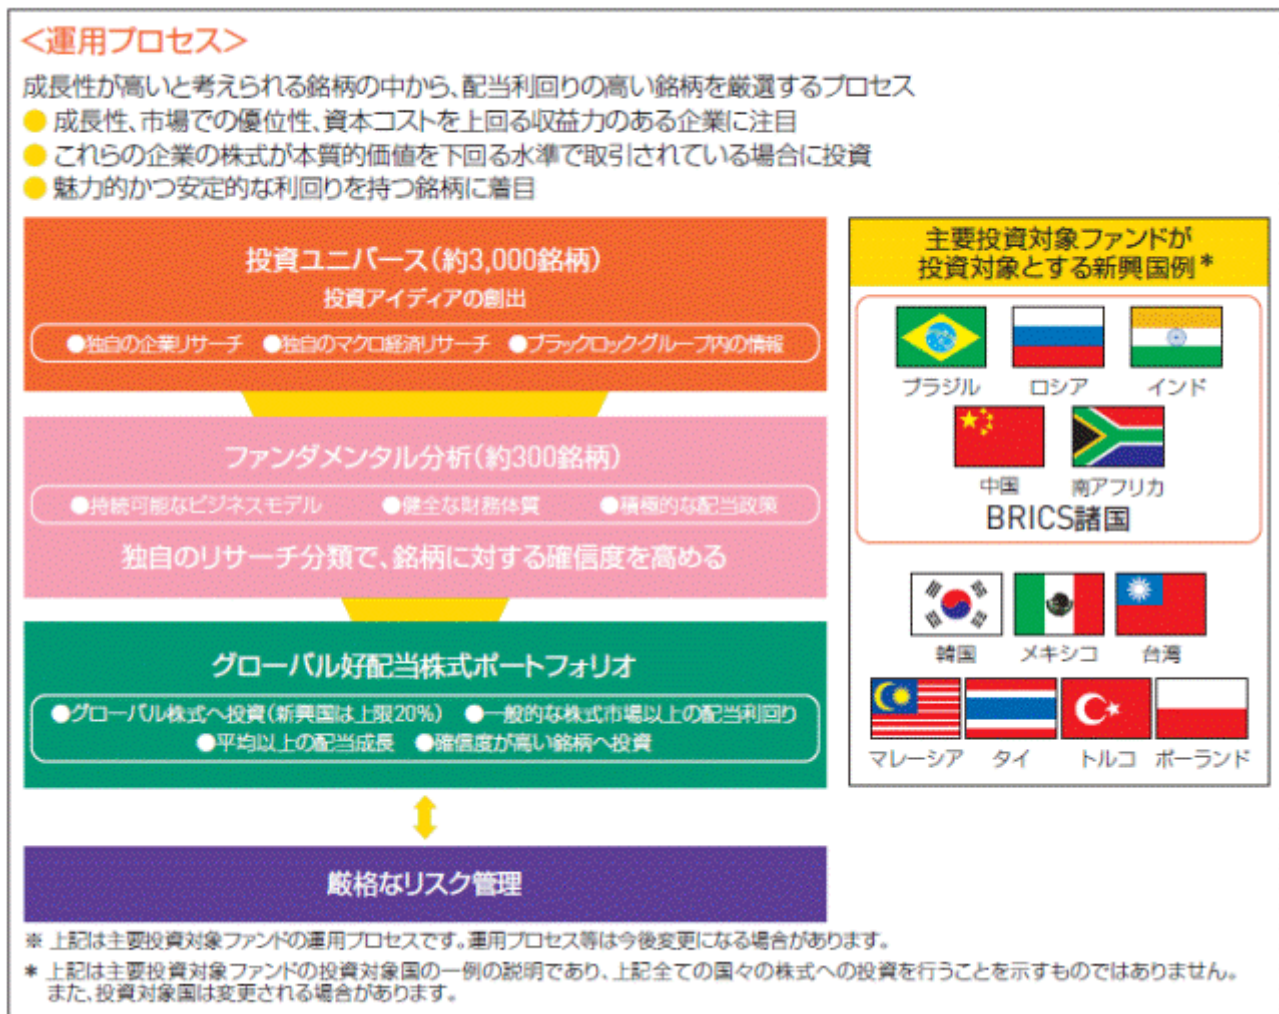 <運用プロセス>
成長性が高いと考えられる銘柄の中から、配当利回りの高い銘柄を厳選するプロセス
● 成長性、市場での優位性、資本コストを上回る収益力のある企業に注目
● これらの企業の株式が本質的価値を下回る水準で取引されている場合に投資
● 魅力的かつ安定的な利回りを持つ銘柄に着目
投資ユニバース(約3,000銘柄)
投資アイディアの創出
●独自の企業リサーチ ●独自のマクロ経済リサーチ ●ブラックロック・グループ内の情報
ファンダメンタル分析(約300銘柄)
●持続可能なビジネスモデル ●健全な財務体質 ●積極的な配当政策
独自のリサーチ分類で、銘柄に対する確信度を高める
グローバル好配当株式ポートフォリオ
●グローバル株式へ投資(新興国は上限20%) ●一般的な株式市場以上の配当利回り
●平均以上の配当成長 ●確信度が高い銘柄へ投資
厳格なリスク管理
主要投資対象ファンドが
投資対象とする新興国例*
ブラジル ロシア インド
中国 南アフリカ
BRICS諸国
韓国 メキシコ 台湾
マレーシア タイ トルコ ポーランド
※ 上記は主要投資対象ファンドの運用プロセスです。運用プロセス等は今後変更になる場合があります。
* 上記は主要投資対象ファンドの投資対象国の一例の説明であり、上記全ての国々の株式への投資を行うことを示すものではありません。
また、投資対象国は変更される場合があります。